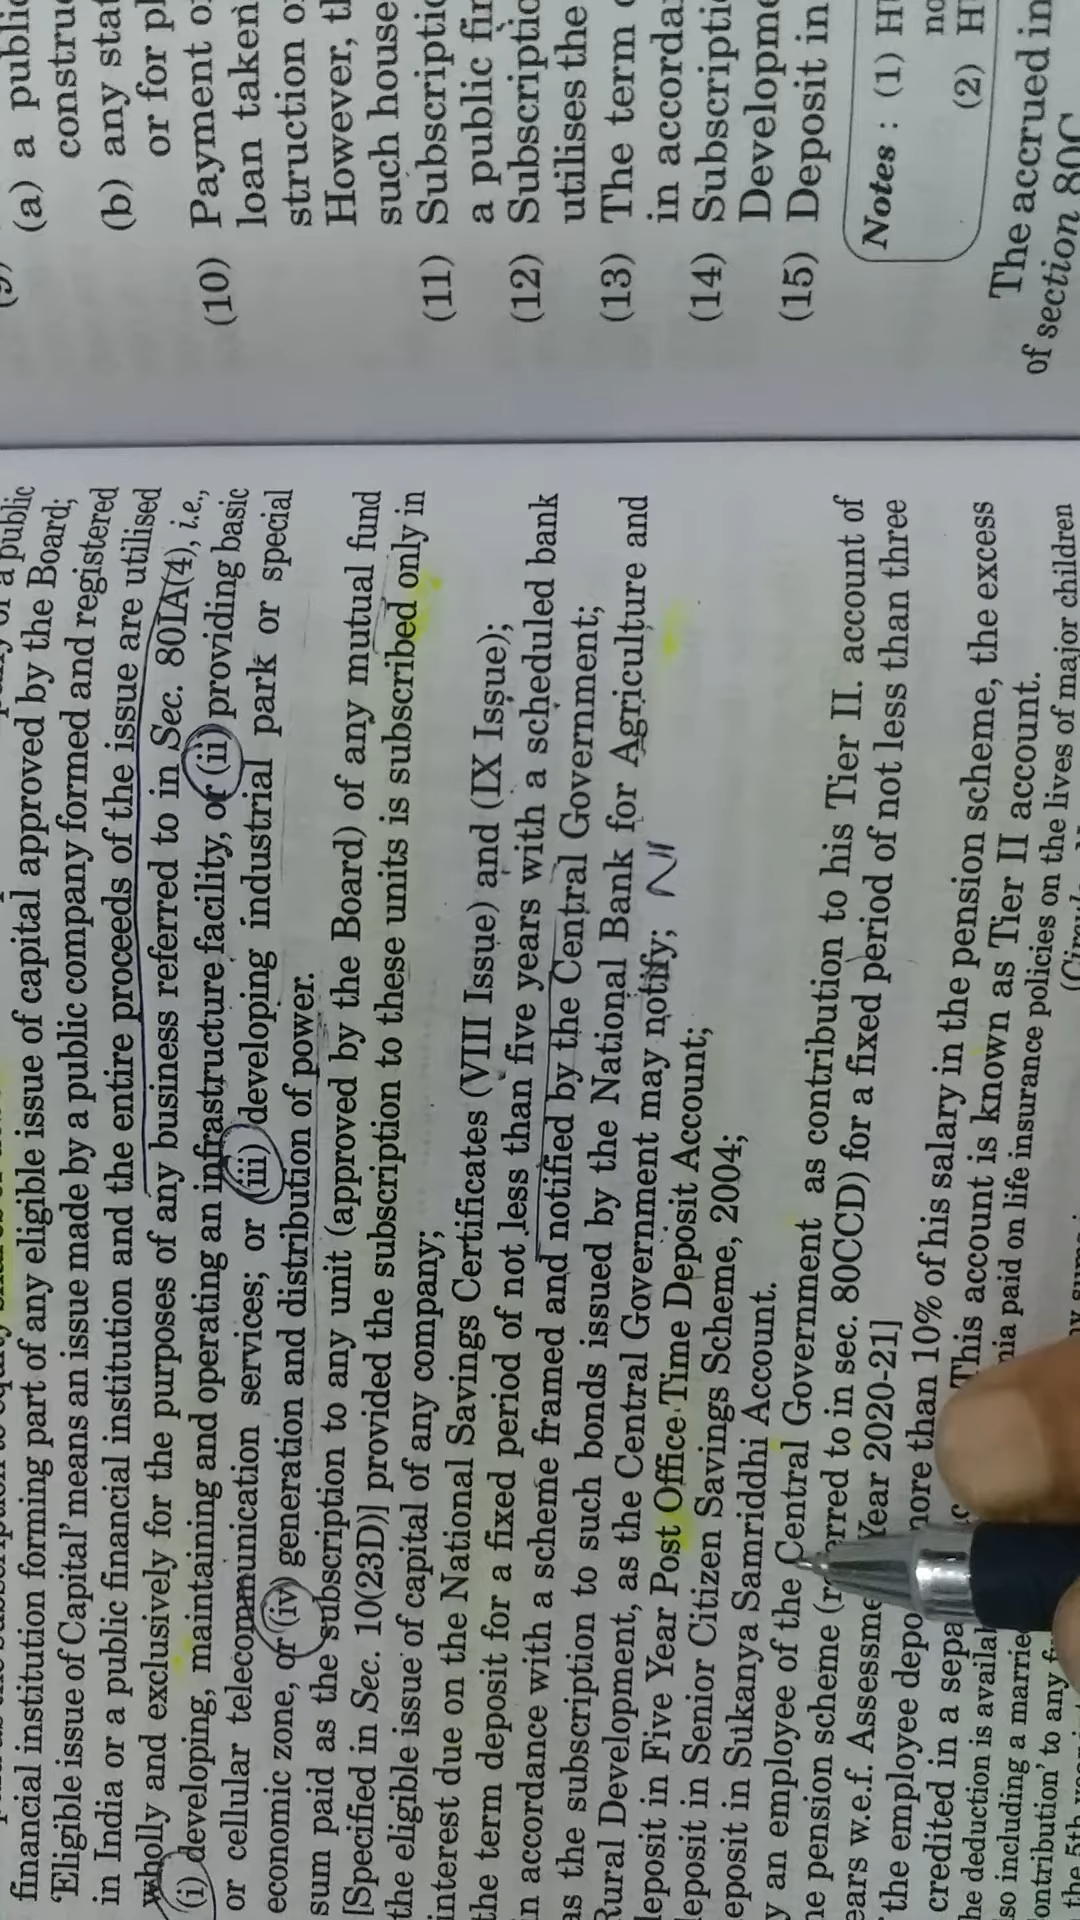 financial institution forming part of any eligible issue of capital approved by the Board;
'Eligible issue of Capital' means an issue made by a public company formed and registered
in India or a public financial institution and the entire proceeds of the issue are utilised
wholly and exclusively for the purposes of any business referred to in Sec. 80IA(4), i.e.,
(i) developing, maintaining and operating an infrastructure facility, or (ii) providing basic
or cellular telecommunication services; or (iii) developing industrial park or special
economic zone, or (iv) generation and distribution of power.
sum paid as the subscription to any unit (approved by the Board) of any mutual fund
[Specified in Sec. 10(23D)] provided the subscription to these units is subscribed only in
the eligible issue of capital of any company;
interest due on the National Savings Certificates (VIII Issue) and (IX Issue);
the term deposit for a fixed period of not less than five years with a scheduled bank
in accordance with a scheme framed and notified by the Central Government;
as the subscription to such bonds issued by the National Bank for Agriculture and
Rural Development, as the Central Government may notify;
deposit in Five Year Post Office Time Deposit Account;
deposit in Senior Citizen Savings Scheme, 2004;
eposit in Sukanya Samriddhi Account.
y an employee of the Central Government as contribution to his Tier II. account of
pension scheme erred to in sec. 80CCD) for a fixed period of not less than three
ears w.e.f. Assessme Year 2020-21]
the employee depo more than 10% of his salary in the pension scheme, the excess
credited in a sepa This account is known as Tier II account.
he deduction is availa nia paid on life insurance policies on the lives of major children
so including a marrie
ontribution' to any
(a) a public
constru
(b) any stat
or for pl
(10) Payment o
loan taken
struction o
However, th
such house
(11) Subscriptio
a public fin
(12) Subscriptio
utilises the
(13) The term
in accordan
(14) Subscripti
Developme
(15) Deposit in
Notes : (1) H
no
(2) H
The accrued in
of section 80C